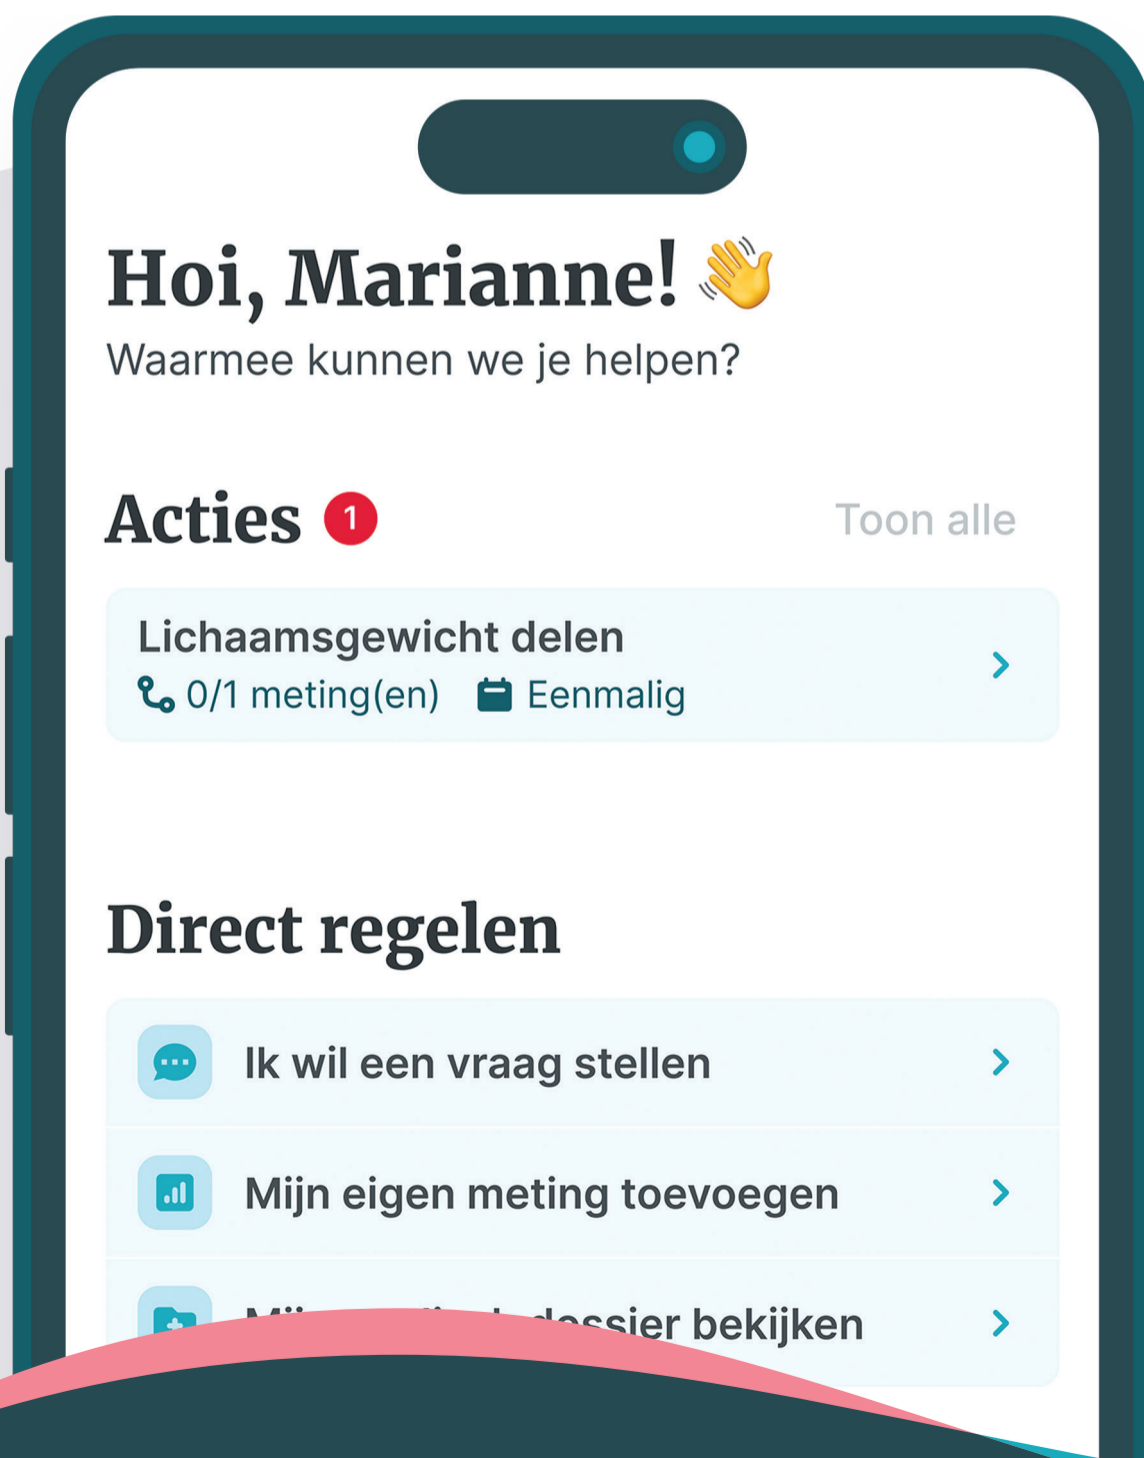 Hoi, Marianne! 👋
Waarmee kunnen we je helpen?
Acties 1
Toon alle
Lichaamsgewicht delen
0/1 meting(en) Eenmalig
Direct regelen
Ik wil een vraag stellen
Mijn eigen meting toevoegen
dossier bekijken